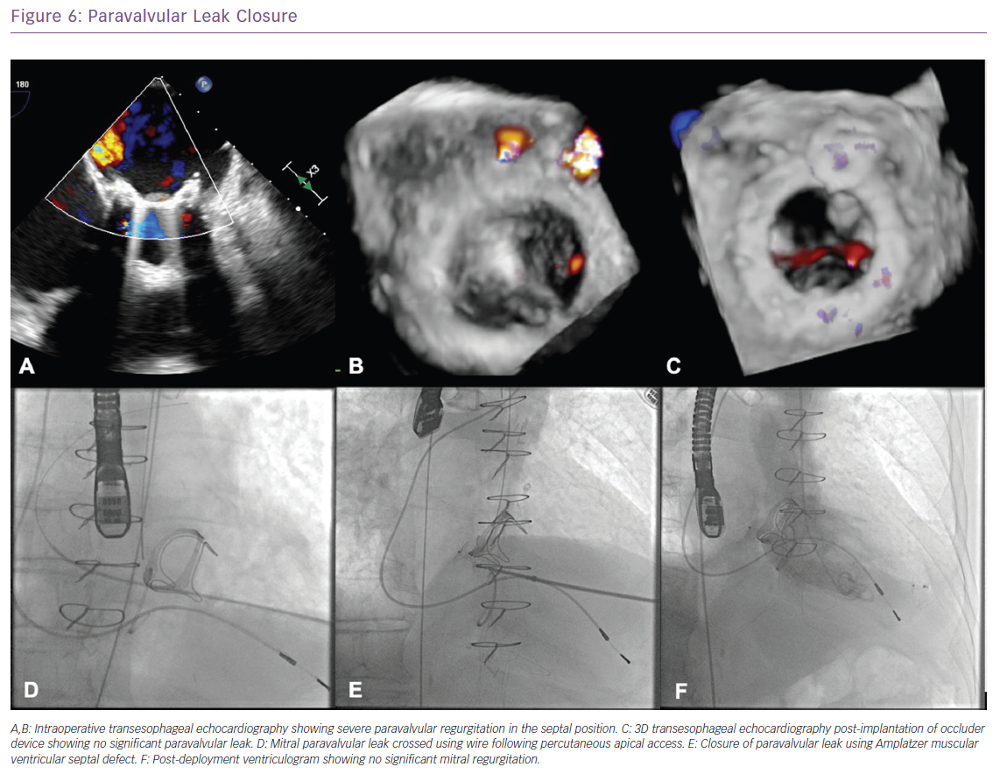 Figure 6: Paravalvular Leak Closure
180
P
X3
A
B
C
D
E
F
A,B: Intraoperative transesophageal echocardiography showing severe paravalvular regurgitation in the septal position. C: 3D transesophageal echocardiography post-implantation of occluder
device showing no significant paravalvular leak. D: Mitral paravalvular leak crossed using wire following percutaneous apical access. E: Closure of paravalvular leak using Amplatzer muscular
ventricular septal defect. F: Post-deployment ventriculogram showing no significant mitral regurgitation.